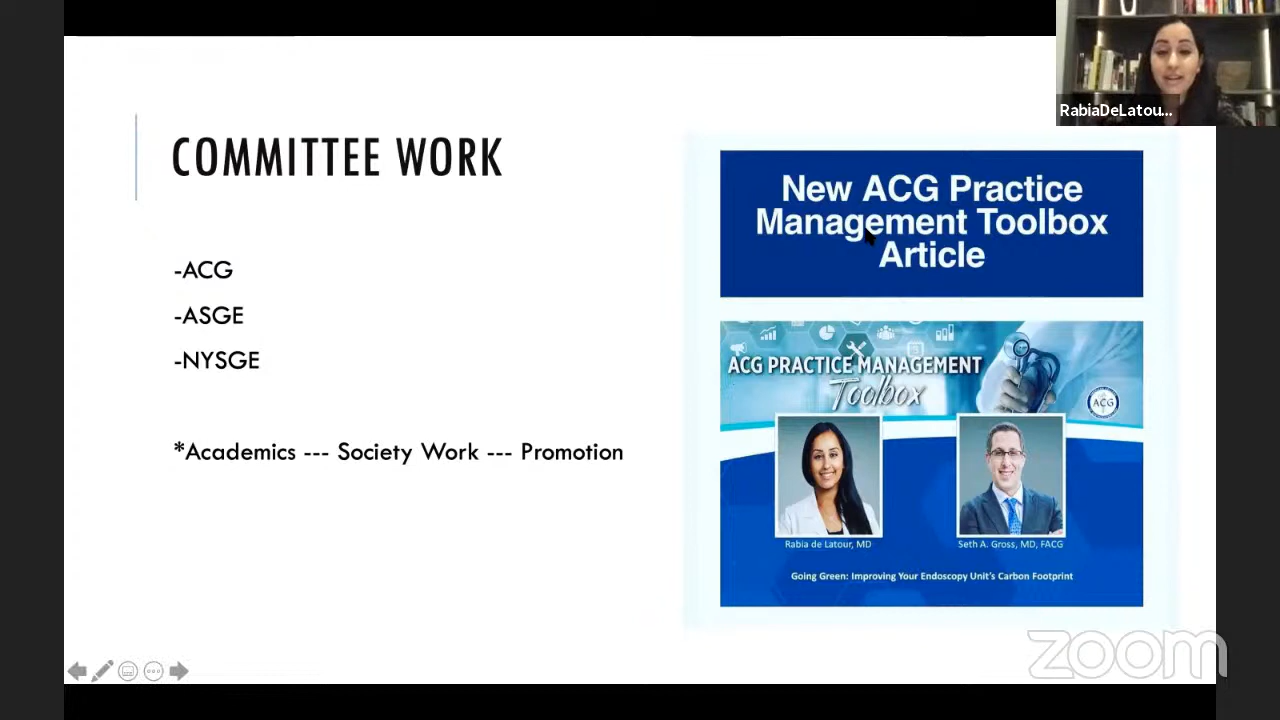 RabiaDeLatou...
COMMITTEE WORK
-ACG
-ASGE
-NYSGE
*Academics --- Society Work --- Promotion
New ACG Practice
Management Toolbox
Article
ACG PRACTICE MANAGEMENT
Toolbox
ACG
Rabia de Latour, MD
Seth A. Gross, MD, FACG
Going Green: Improving Your Endoscopy Unit's Carbon Footprint
zoom